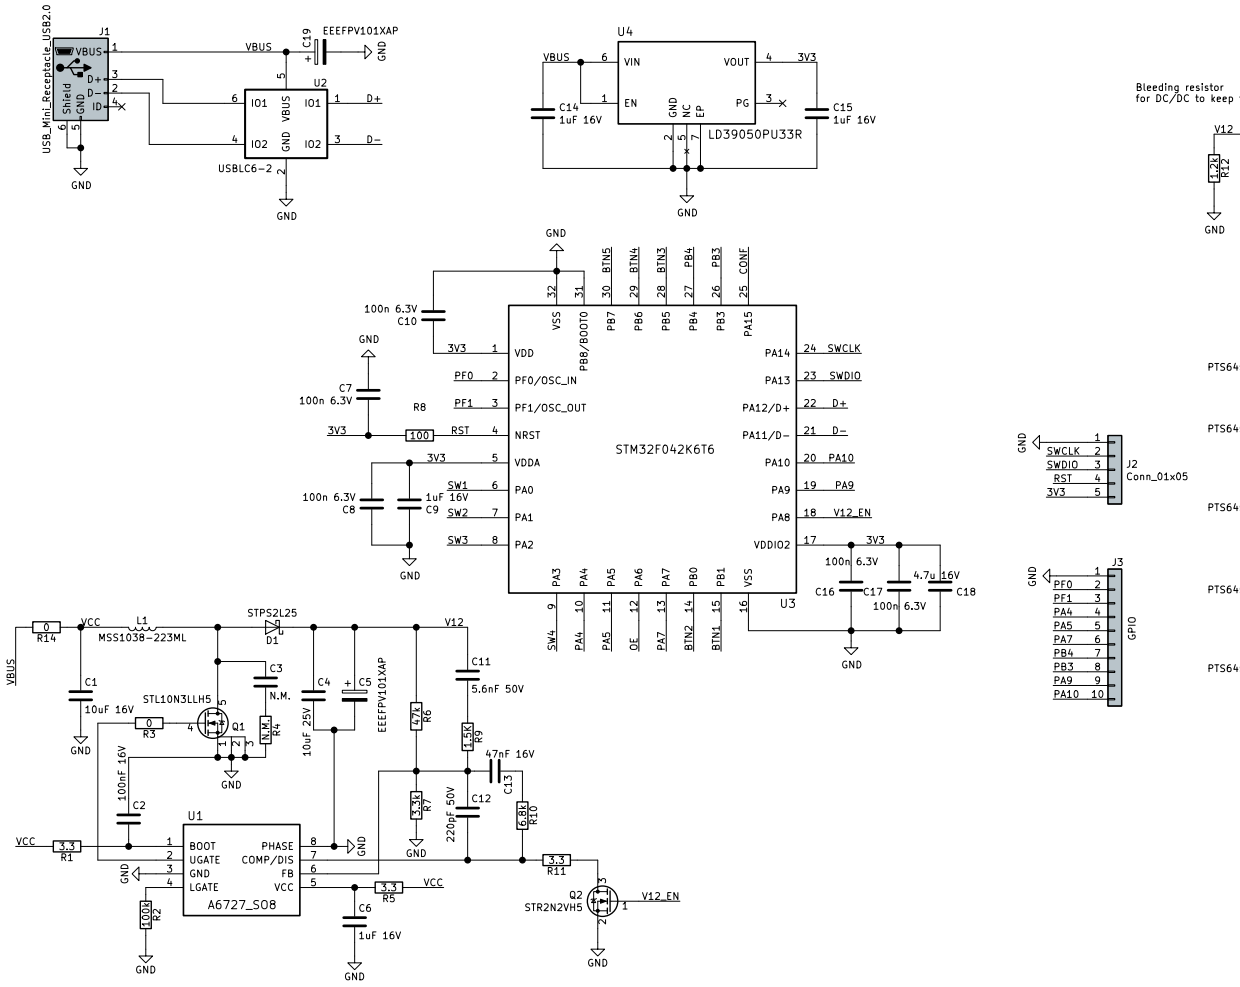 J1
USB_Mini_Receptacle_USB2.0
VBUS 1
D+ 3
D- 2
ID 4
Shield
GND
6
5
GND
VBUS
C19
EEEFPV101XAP
+
GND
5
U2
6 IO1
VBUS
IO1 1 D+
4 IO2
GND
IO2 3 D-
USBLC6-2
2
GND
U4
VBUS 6 VIN
VOUT 4 3V3
1 EN
PG 3
GND
NC
EP
2
5
7
LD39050PU33R
C14
1uF 16V
C15
1uF 16V
GND
Bleeding resistor
for DC/DC to keep
V12
1.2k
R12
GND
GND
BTN5
BTN4
BTN3
PB4
PB3
CONF
32
31
30
29
28
27
26
25
VSS
PB8/BOOT0
PB7
PB6
PB5
PB4
PB3
PA15
100n 6.3V
C10
3V3 1 VDD
PF0 2 PF0/OSC_IN
PF1 3 PF1/OSC_OUT
GND
C7
100n 6.3V
R8
3V3
100
RST 4 NRST
3V3 5 VDDA
SW1 6 PA0
SW2 7 PA1
SW3 8 PA2
100n 6.3V
C8
1uF 16V
C9
GND
STM32F042K6T6
PA14 24 SWCLK
PA13 23 SWDIO
PA12/D+ 22 D+
PA11/D- 21 D-
PA10 20 PA10
PA9 19 PA9
PA8 18 V12_EN
VDDIO2 17 3V3
PA3
PA4
PA5
PA6
PA7
PB0
PB1
VSS
9
10
11
12
13
14
15
16
U3
SW4
PA4
PA5
OE
PA7
BTN2
BTN1
100n 6.3V
C16
C17
100n 6.3V
4.7u 16V
C18
GND
PTS64
PTS64
PTS64
PTS64
PTS64
GND
1
SWCLK 2
SWDIO 3
RST 4
3V3 5
J2
Conn_01x05
J3
GND
1
PF0 2
PF1 3
PA4 4
PA5 5
PA7 6
PB4 7
PB3 8
PA9 9
PA10 10
GPIO
VBUS
0
R14
VCC
L1
MSS1038-223ML
STPS2L25
D1
V12
C1
10uF 16V
GND
STL10N3LLH5
5
4
Q1
1
2
3
0
R3
C3
N.M.
N.M.
R4
GND
C4
10uF 25V
+
C5
EEEFPV101XAP
47k
R6
C11
5.6nF 50V
1.5K
R9
47nF 16V
C13
3.3k
R7
GND
C12
220pF 50V
6.8k
R10
100nF 16V
C2
VCC
3.3
R1
U1
1 BOOT
2 UGATE
3 GND
4 LGATE
PHASE 8
COMP/DIS 7
FB 6
VCC 5
A6727_SO8
GND
100k
R2
GND
GND
3.3
R5
VCC
C6
1uF 16V
GND
3.3
R11
3
Q2
STR2N2VH5
1
V12_EN
2
GND